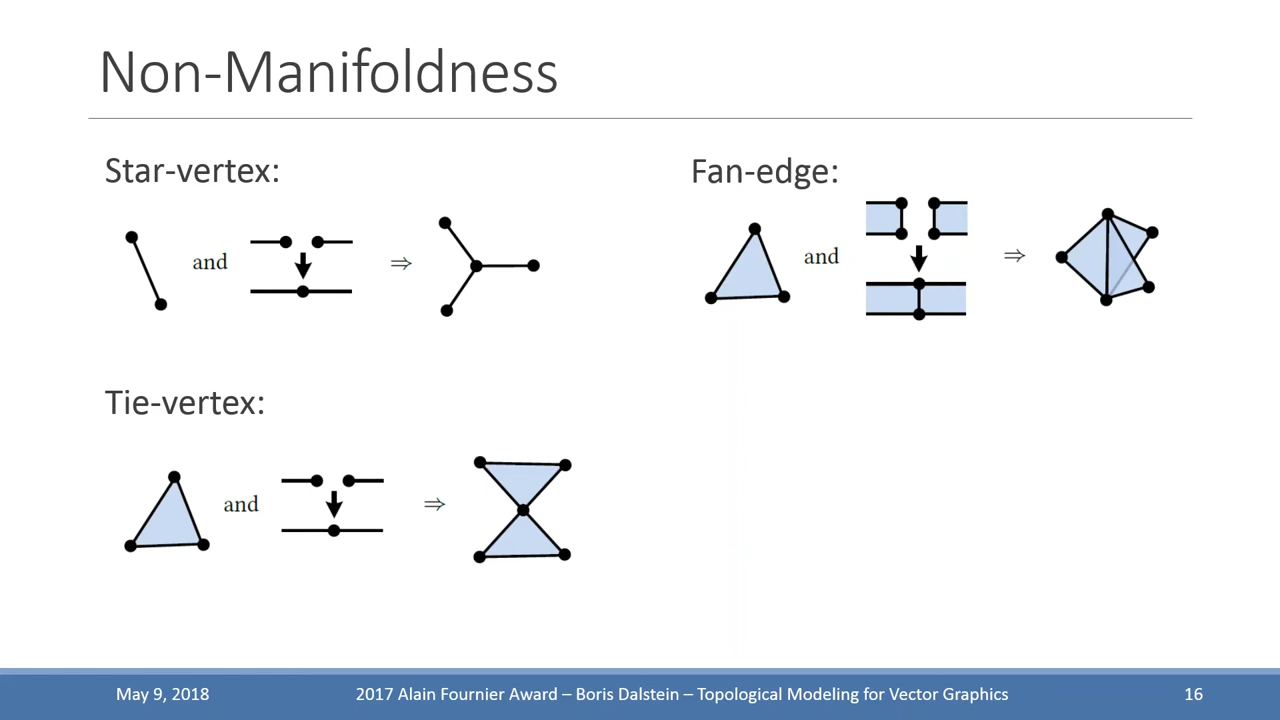 Non-Manifoldness
Star-vertex:
and ⇒
Fan-edge:
and ⇒
Tie-vertex:
and ⇒
May 9, 2018
2017 Alain Fournier Award – Boris Dalstein – Topological Modeling for Vector Graphics
16